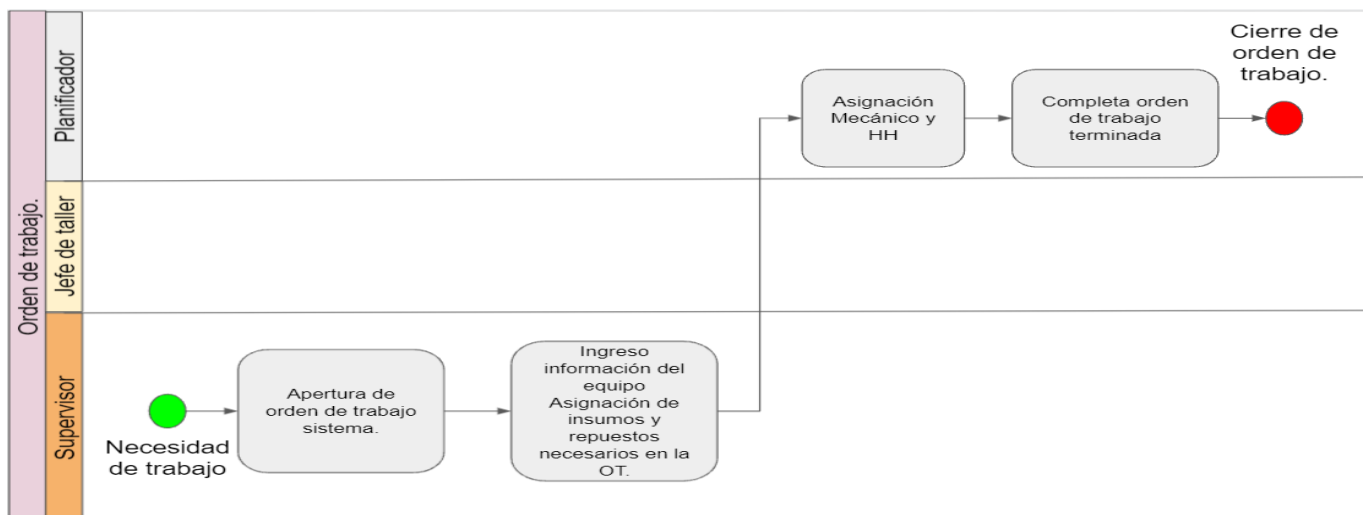 Orden de trabajo.
Planificador
Asignación
Mecánico y
HH
Completa orden
de trabajo
terminada
Cierre de
orden de
trabajo.
Jefe de taller
Supervisor
Necesidad
de trabajo
Apertura de
orden de trabajo
sistema.
Ingreso
información del
equipo
Asignación de
insumos y
repuestos
necesarios en la
OT.